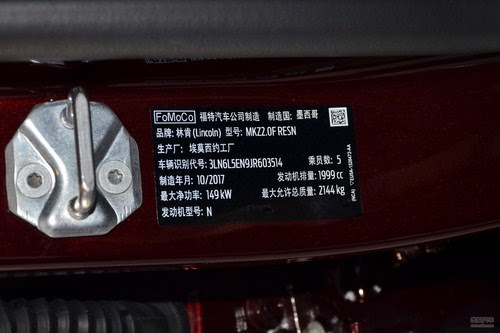 FoMoCo 福特汽车公司制造 制造国: 墨西哥
品牌: 林肯(Lincoln) 型号: MKZ2.0F RESN
生产厂: 埃莫西约工厂
车辆识别代号: 3LN6L5EN9JR603514 乘员数: 5
制造年月: 10/2017 发动机排量: 1999 cc
最大净功率: 149 kW 最大允许总质量: 2144 kg
发动机型号: N